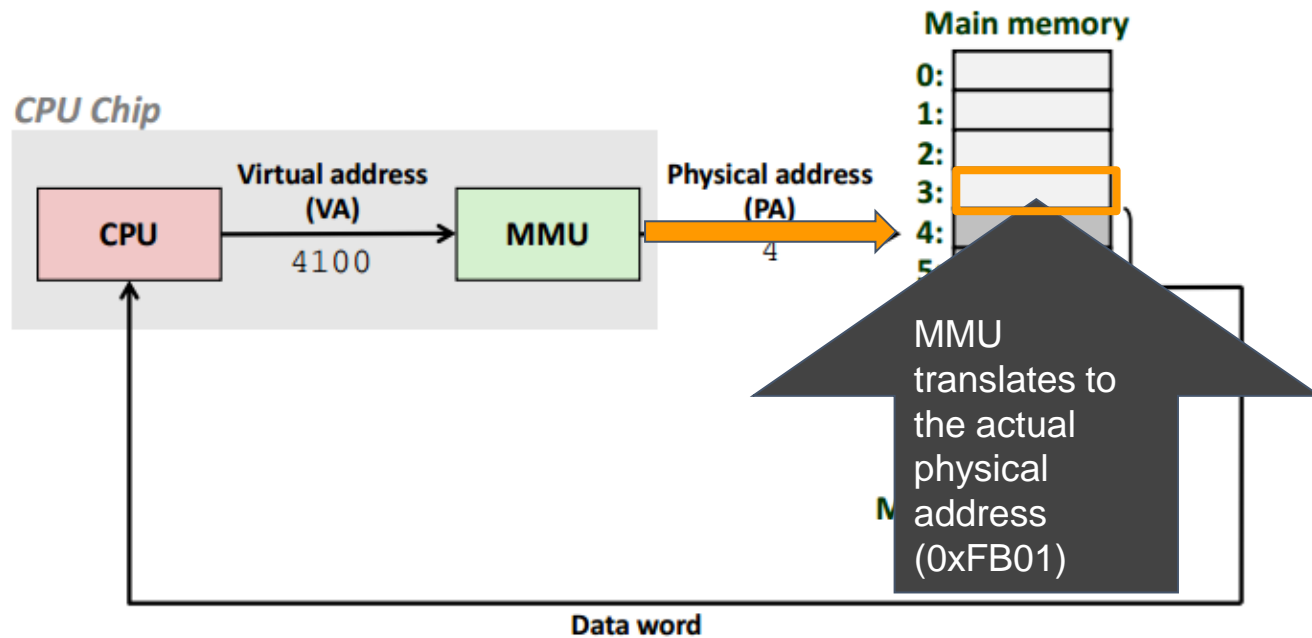 Main memory
0:
1:
2:
3:
4:
5:
CPU Chip
CPU
Virtual address
(VA)
4100
MMU
Physical address
(PA)
4
MMU
translates to
the actual
physical
address
(0xFB01)
Data word